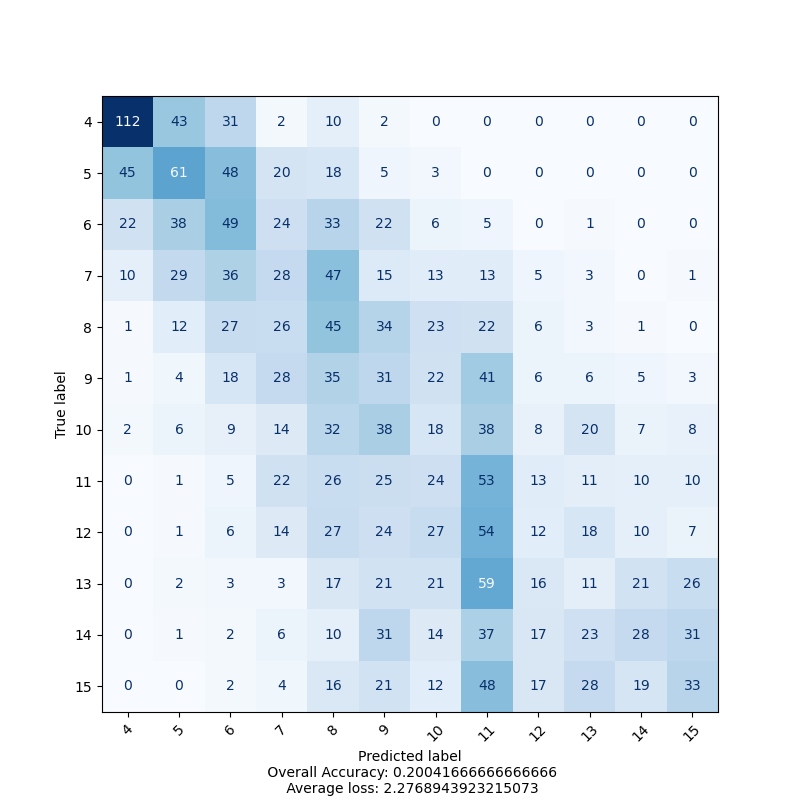 4 112 43 31 2 10 2 0 0 0 0 0 0
5 45 61 48 20 18 5 3 0 0 0 0 0
6 22 38 49 24 33 22 6 5 0 1 0 0
7 10 29 36 28 47 15 13 13 5 3 0 1
8 1 12 27 26 45 34 23 22 6 3 1 0
9 1 4 18 28 35 31 22 41 6 6 5 3
True label
10 2 6 9 14 32 38 18 38 8 20 7 8
11 0 1 5 22 26 25 24 53 13 11 10 10
12 0 1 6 14 27 24 27 54 12 18 10 7
13 0 2 3 3 17 21 21 59 16 11 21 26
14 0 1 2 6 10 31 14 37 17 23 28 31
15 0 0 2 4 16 21 12 48 17 28 19 33
4 5 6 7 8 9 10 11 12 13 14 15
Predicted label
Overall Accuracy: 0.20041666666666666
Average loss: 2.2768943923215073